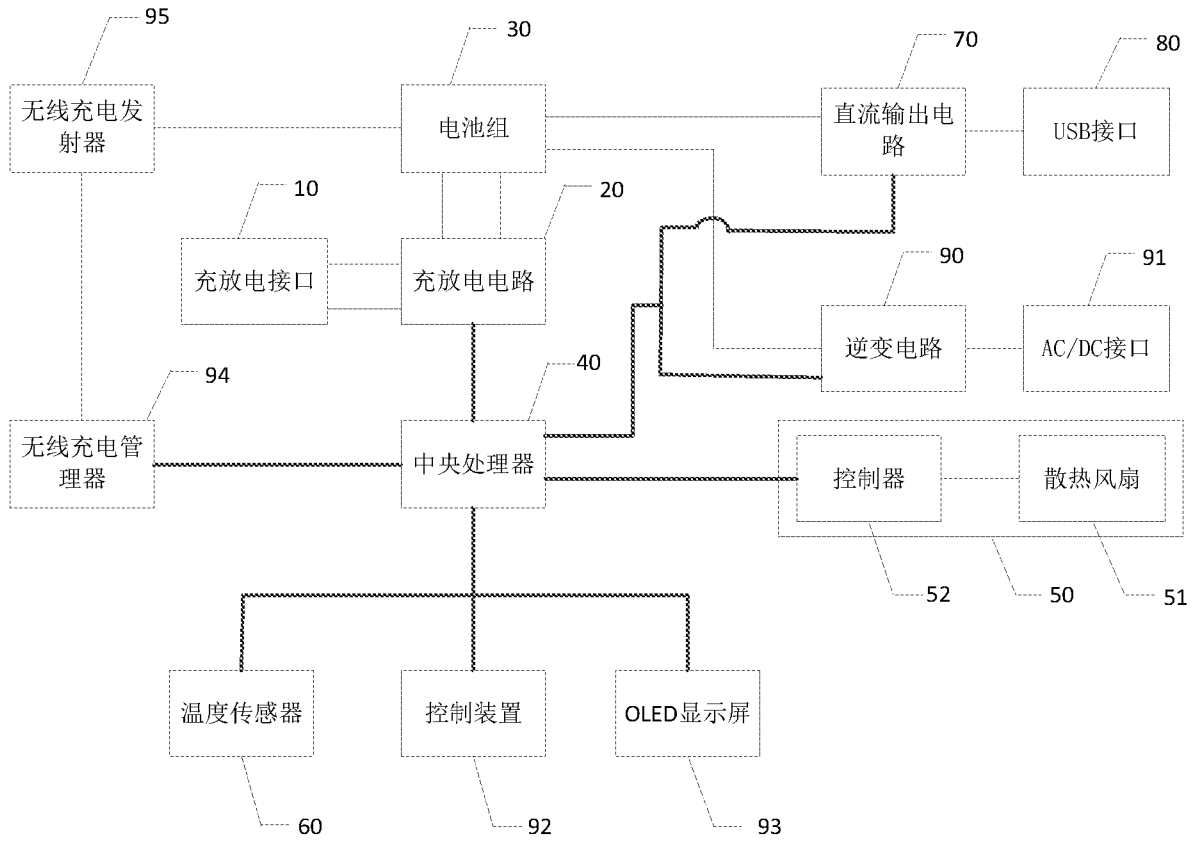 95
30
70
80
无线充电发
射器
电池组
直流输出电
路
USB接口
10
20
充放电接口
充放电电路
90
91
逆变电路
AC/DC接口
94
40
无线充电管
理器
中央处理器
控制器
散热风扇
52
50
51
温度传感器
控制装置
OLED显示屏
60
92
93